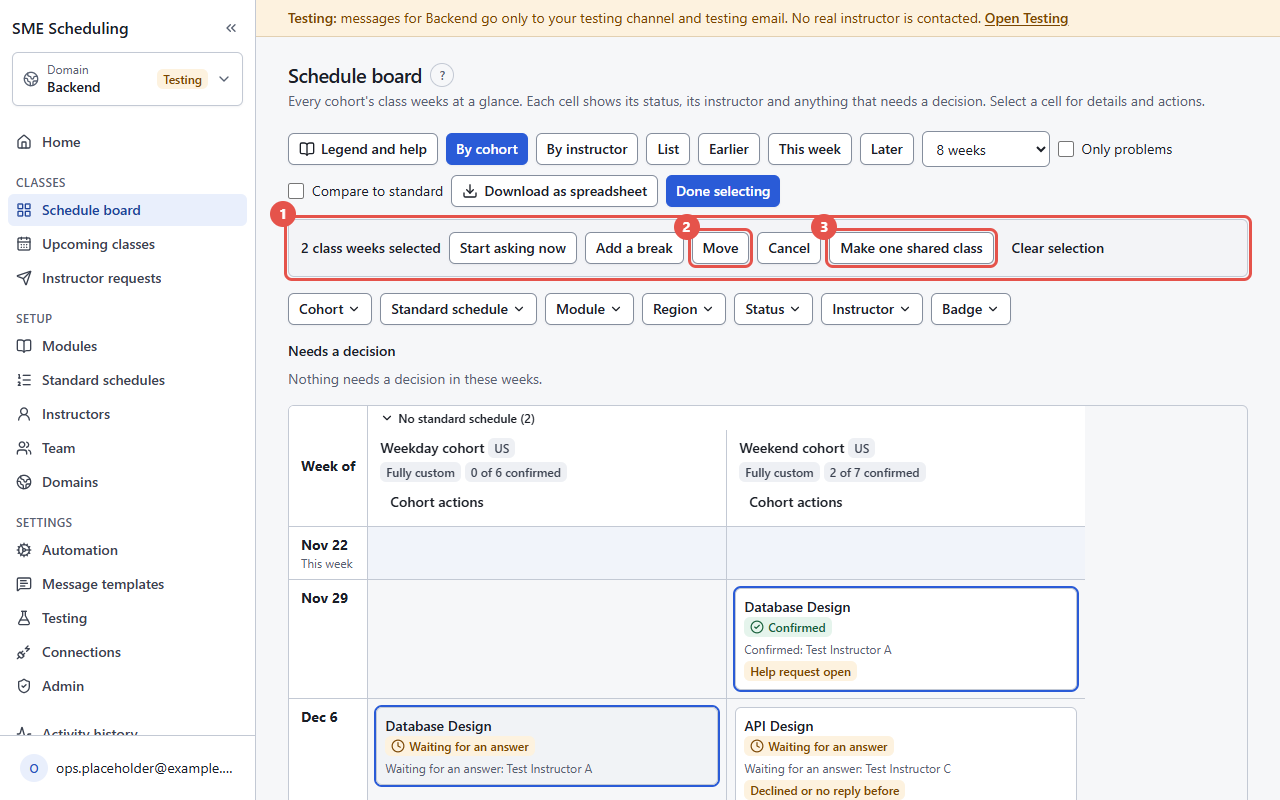 SME Scheduling
Domain
Backend
Testing
Home
CLASSES
Schedule board
Upcoming classes
Instructor requests
SETUP
Modules
Standard schedules
Instructors
Team
Domains
SETTINGS
Automation
Message templates
Testing
Connections
Admin
Activity history
O
ops.placeholder@example....
Testing: messages for Backend go only to your testing channel and testing email. No real instructor is contacted. Open Testing
Schedule board ?
Every cohort's class weeks at a glance. Each cell shows its status, its instructor and anything that needs a decision. Select a cell for details and actions.
Legend and help By cohort By instructor List Earlier This week Later 8 weeks Only problems
Compare to standard Download as spreadsheet Done selecting
1 2 3
2 class weeks selected Start asking now Add a break Move Cancel Make one shared class Clear selection
Cohort Standard schedule Module Region Status Instructor Badge
Needs a decision
Nothing needs a decision in these weeks.
Week of
No standard schedule (2)
Weekday cohort US
Fully custom 0 of 6 confirmed
Cohort actions
Weekend cohort US
Fully custom 2 of 7 confirmed
Cohort actions
Nov 22
This week
Nov 29
Database Design
Confirmed
Confirmed: Test Instructor A
Help request open
Dec 6
Database Design
Waiting for an answer
Waiting for an answer: Test Instructor A
API Design
Waiting for an answer
Waiting for an answer: Test Instructor C
Declined or no reply before